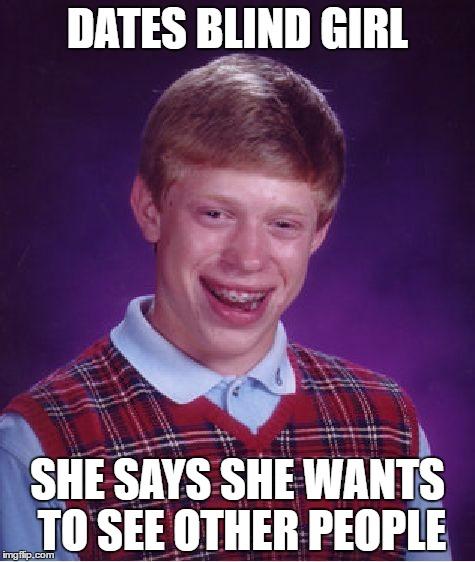 DATES BLIND GIRL
SHE SAYS SHE WANTS
TO SEE OTHER PEOPLE
imgflip.com